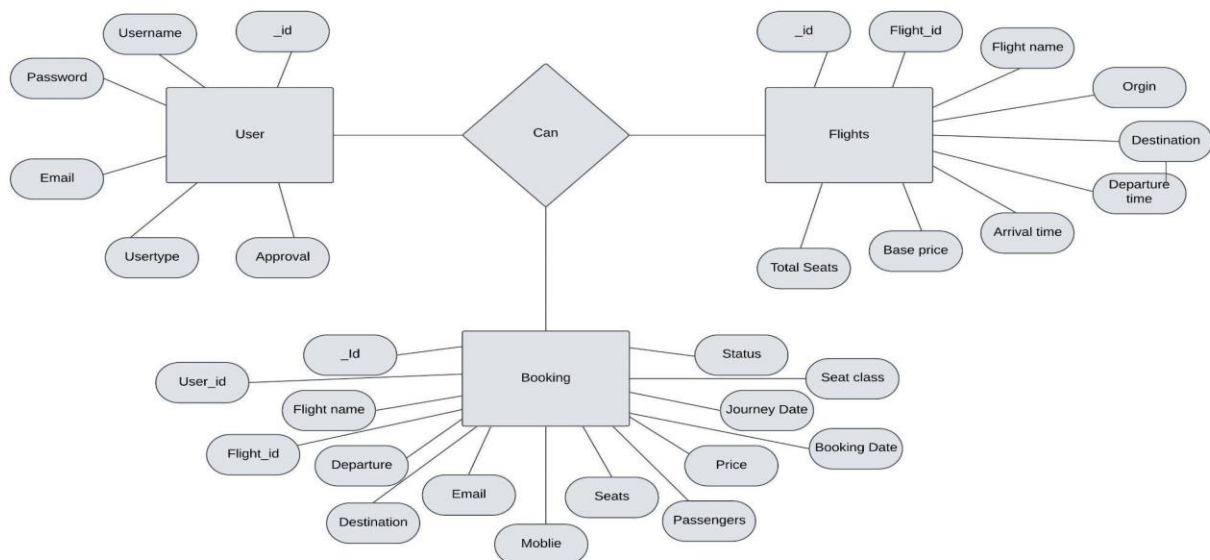 Username
_id
Password
User
Email
Usertype
Approval
Can
_id
Flight_id
Flight name
Orgin
Flights
Destination
Departure
time
Arrival time
Base price
Total Seats
_Id
User_id
Flight name
Flight_id
Departure
Destination
Booking
Email
Moblie
Seats
Passengers
Price
Status
Seat class
Journey Date
Booking Date